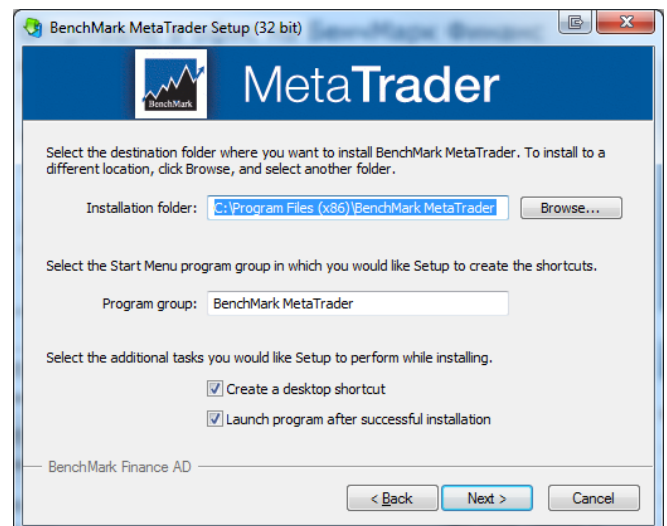 BenchMark MetaTrader Setup (32 bit)
BenchMark
MetaTrader
Select the destination folder where you want to install BenchMark MetaTrader. To install to a
different location, click Browse, and select another folder.
Installation folder: C:\Program Files (x86)\BenchMark MetaTrader Browse...
Select the Start Menu program group in which you would like Setup to create the shortcuts.
Program group: BenchMark MetaTrader
Select the additional tasks you would like Setup to perform while installing.
Create a desktop shortcut
Launch program after successful installation
BenchMark Finance AD
< Back Next > Cancel